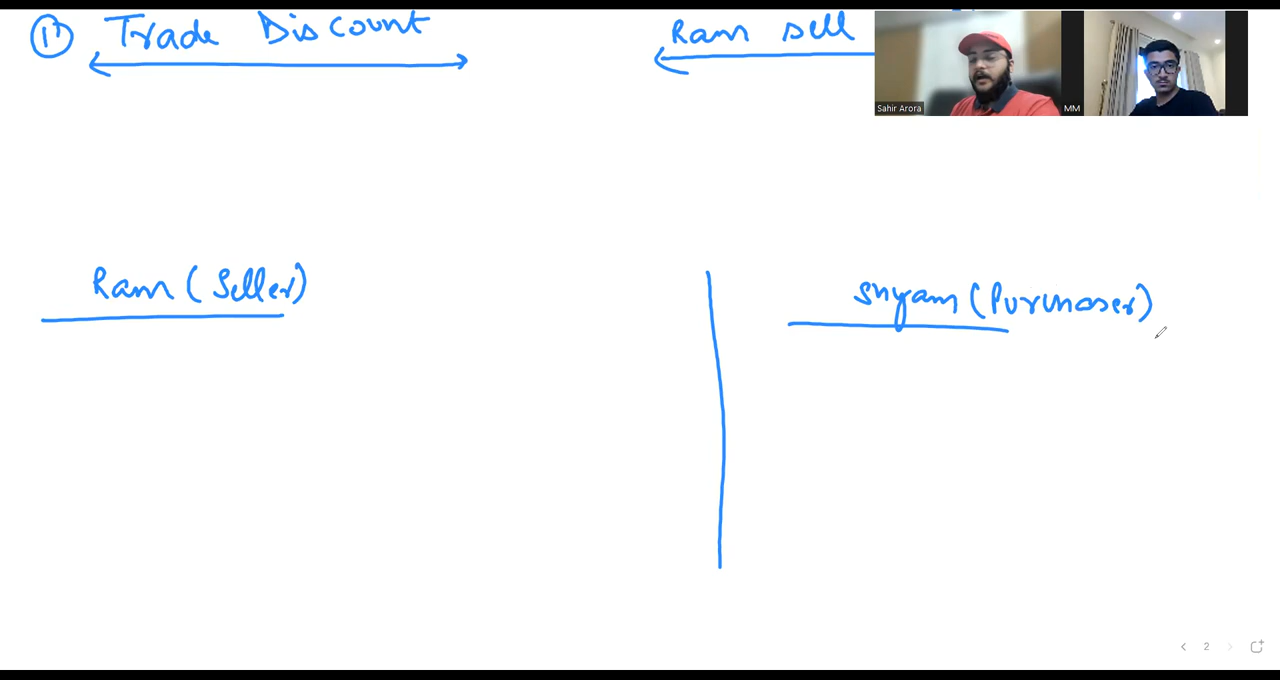 ① Trade Discount
Ram sell
Sahir Arora
MM
Ram (Seller)
Shyam (Purchaser)
2